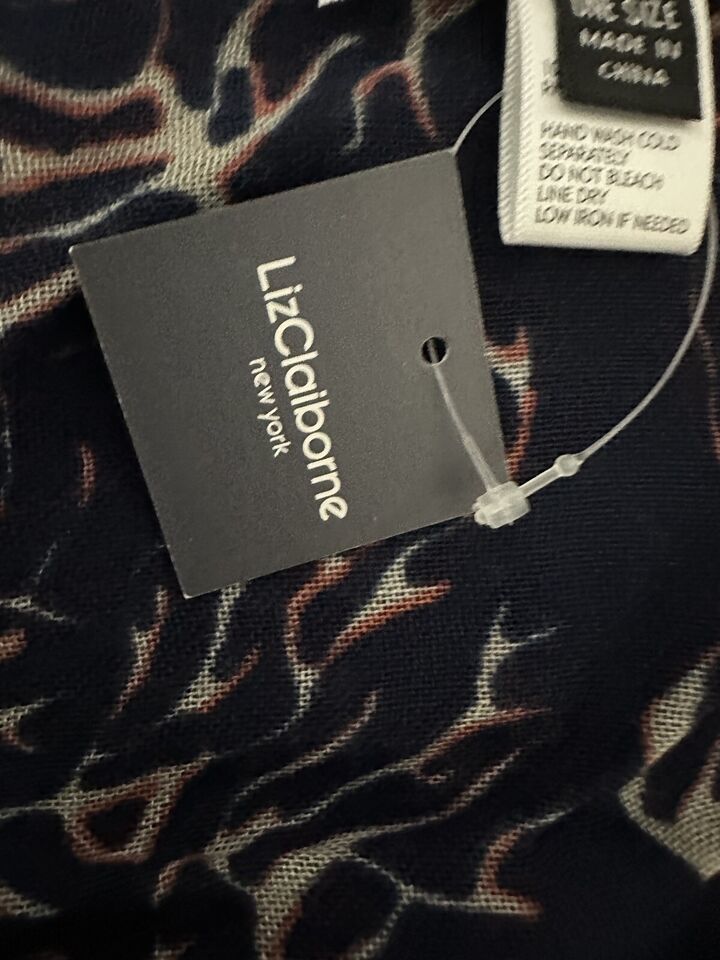 ONE SIZE
MADE IN
CHINA
HAND WASH COLD
SEPARATELY
DO NOT BLEACH
LINE DRY
LOW IRON IF NEEDED
LizClaiborne
new york